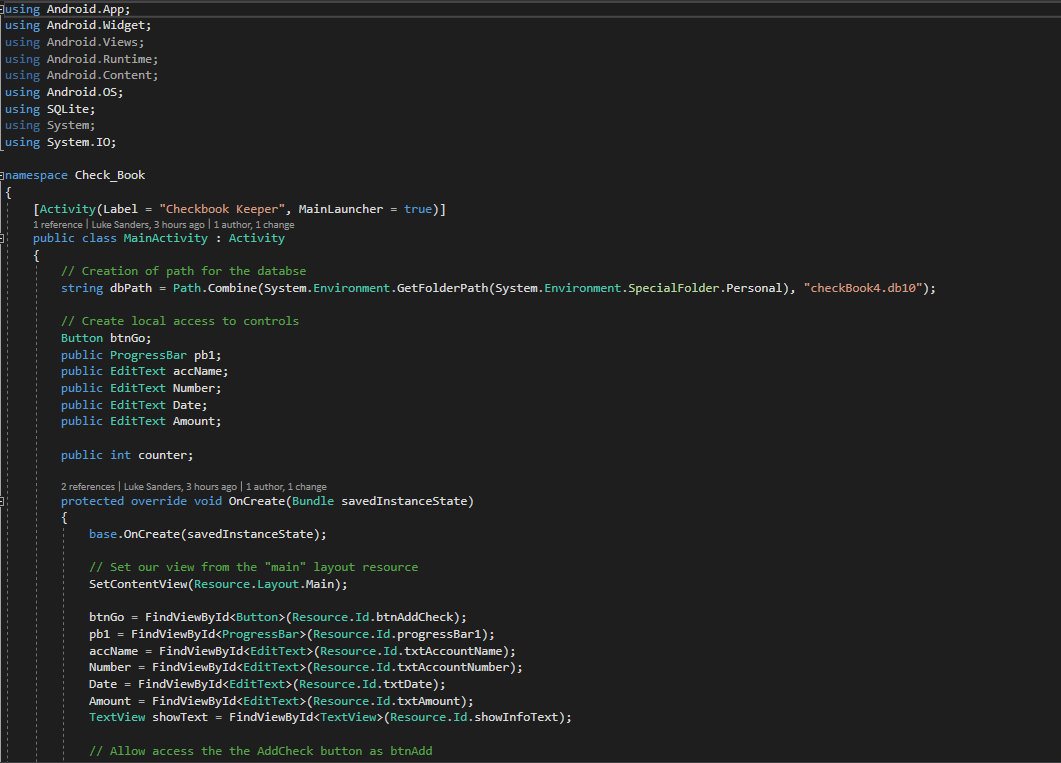 using Android.App;
using Android.Widget;
using Android.Views;
using Android.Runtime;
using Android.Content;
using Android.OS;
using SQLite;
using System;
using System.IO;
namespace Check_Book
{
[Activity(Label = "Checkbook Keeper", MainLauncher = true)]
1 reference | Luke Sanders, 3 hours ago | 1 author, 1 change
public class MainActivity : Activity
{
// Creation of path for the databse
string dbPath = Path.Combine(System.Environment.GetFolderPath(System.Environment.SpecialFolder.Personal), "checkBook4.db10");
// Create local access to controls
Button btnGo;
public ProgressBar pb1;
public EditText accName;
public EditText Number;
public EditText Date;
public EditText Amount;
public int counter;
2 references | Luke Sanders, 3 hours ago | 1 author, 1 change
protected override void OnCreate(Bundle savedInstanceState)
{
base.OnCreate(savedInstanceState);
// Set our view from the "main" layout resource
SetContentView(Resource.Layout.Main);
btnGo = FindViewById<Button>(Resource.Id.btnAddCheck);
pb1 = FindViewById<ProgressBar>(Resource.Id.progressBar1);
accName = FindViewById<EditText>(Resource.Id.txtAccountName);
Number = FindViewById<EditText>(Resource.Id.txtAccountNumber);
Date = FindViewById<EditText>(Resource.Id.txtDate);
Amount = FindViewById<EditText>(Resource.Id.txtAmount);
TextView showText = FindViewById<TextView>(Resource.Id.showInfoText);
// Allow access the the AddCheck button as btnAdd